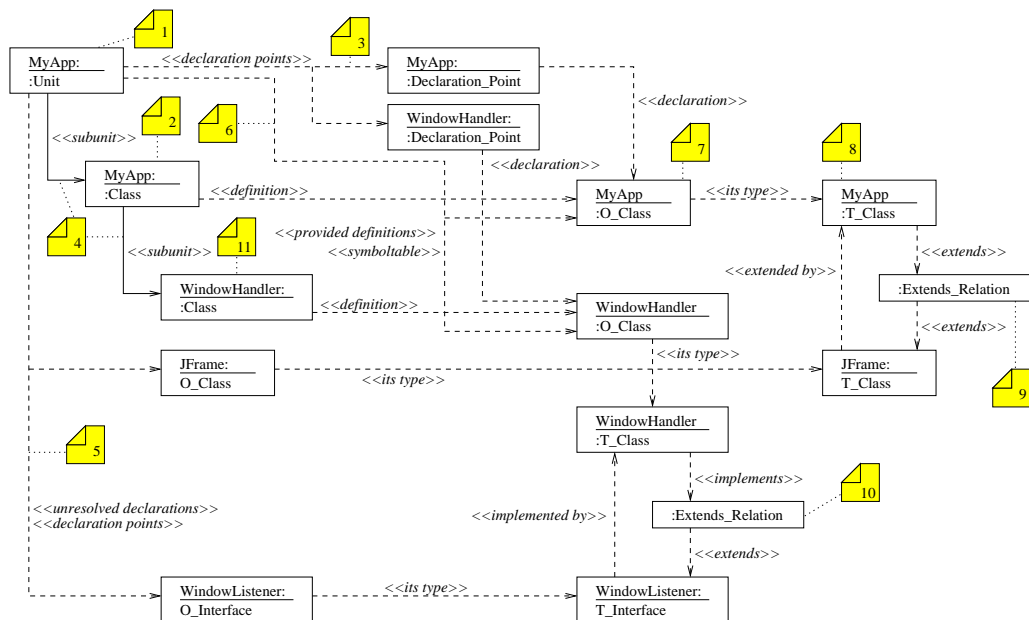 1
3
MyApp:
:Unit
<<declaration points>>
MyApp:
:Declaration_Point
2
6
WindowHandler:
:Declaration_Point
<<declaration>>
<<subunit>>
7
8
<<declaration>>
MyApp:
:Class
<<definition>>
MyApp
:O_Class
<<its type>>
MyApp
:T_Class
4
11
<<provided definitions>>
<<symboltable>>
<<subunit>>
<<extends>>
<<extended by>>
WindowHandler:
:Class
<<definition>>
WindowHandler
:O_Class
:Extends_Relation
<<extends>>
<<its type>>
JFrame:
O_Class
<<its type>>
JFrame:
T_Class
9
5
WindowHandler
:T_Class
<<implements>>
10
<<unresolved declarations>>
<<declaration points>>
<<implemented by>>
:Extends_Relation
<<extends>>
WindowListener:
O_Interface
<<its type>>
WindowListener:
T_Interface